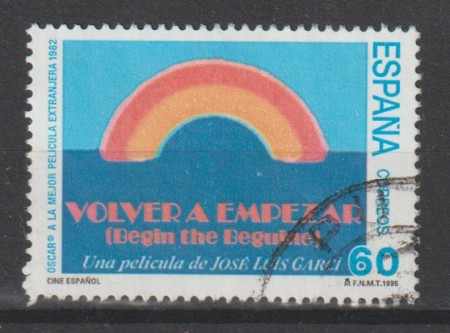 OSCAR® A LA MEJOR PELICULA EXTRANJERA 1982
ESPAÑA
CORREOS
VOLVER A EMPEZAR
(Begin the Beguine)
Una película de JOSÉ LUIS GARCI
60
CINE ESPAÑOL
F.N.M.T. 1995